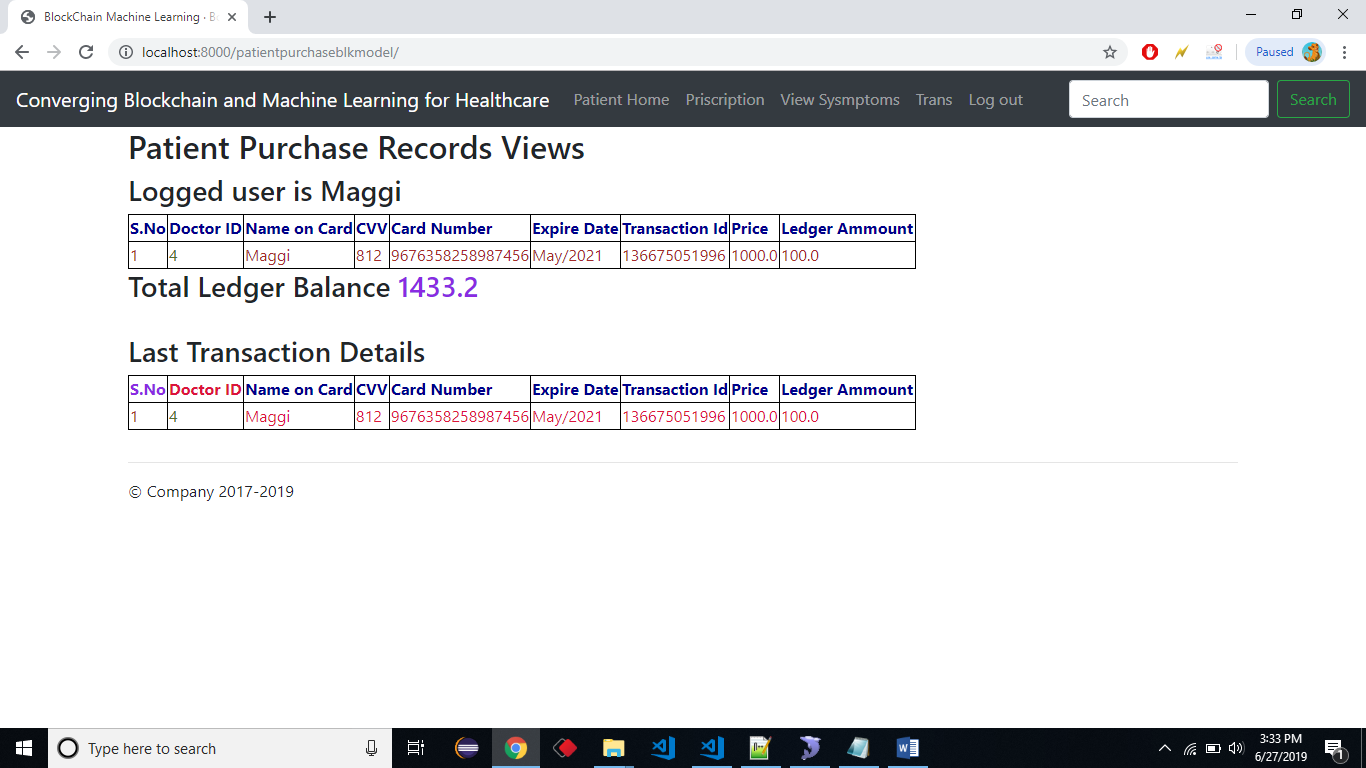 BlockChain Machine Learning · B
localhost:8000/patientpurchaseblkmodel/
Paused
Converging Blockchain and Machine Learning for Healthcare Patient Home Priscription View Sysmptoms Trans Log out Search Search
Patient Purchase Records Views
Logged user is Maggi
S.No Doctor ID Name on Card CVV Card Number Expire Date Transaction Id Price Ledger Ammount
1 4 Maggi 812 9676358258987456 May/2021 136675051996 1000.0 100.0
Total Ledger Balance 1433.2
Last Transaction Details
S.No Doctor ID Name on Card CVV Card Number Expire Date Transaction Id Price Ledger Ammount
1 4 Maggi 812 9676358258987456 May/2021 136675051996 1000.0 100.0
© Company 2017-2019
Type here to search
3:33 PM
6/27/2019
1